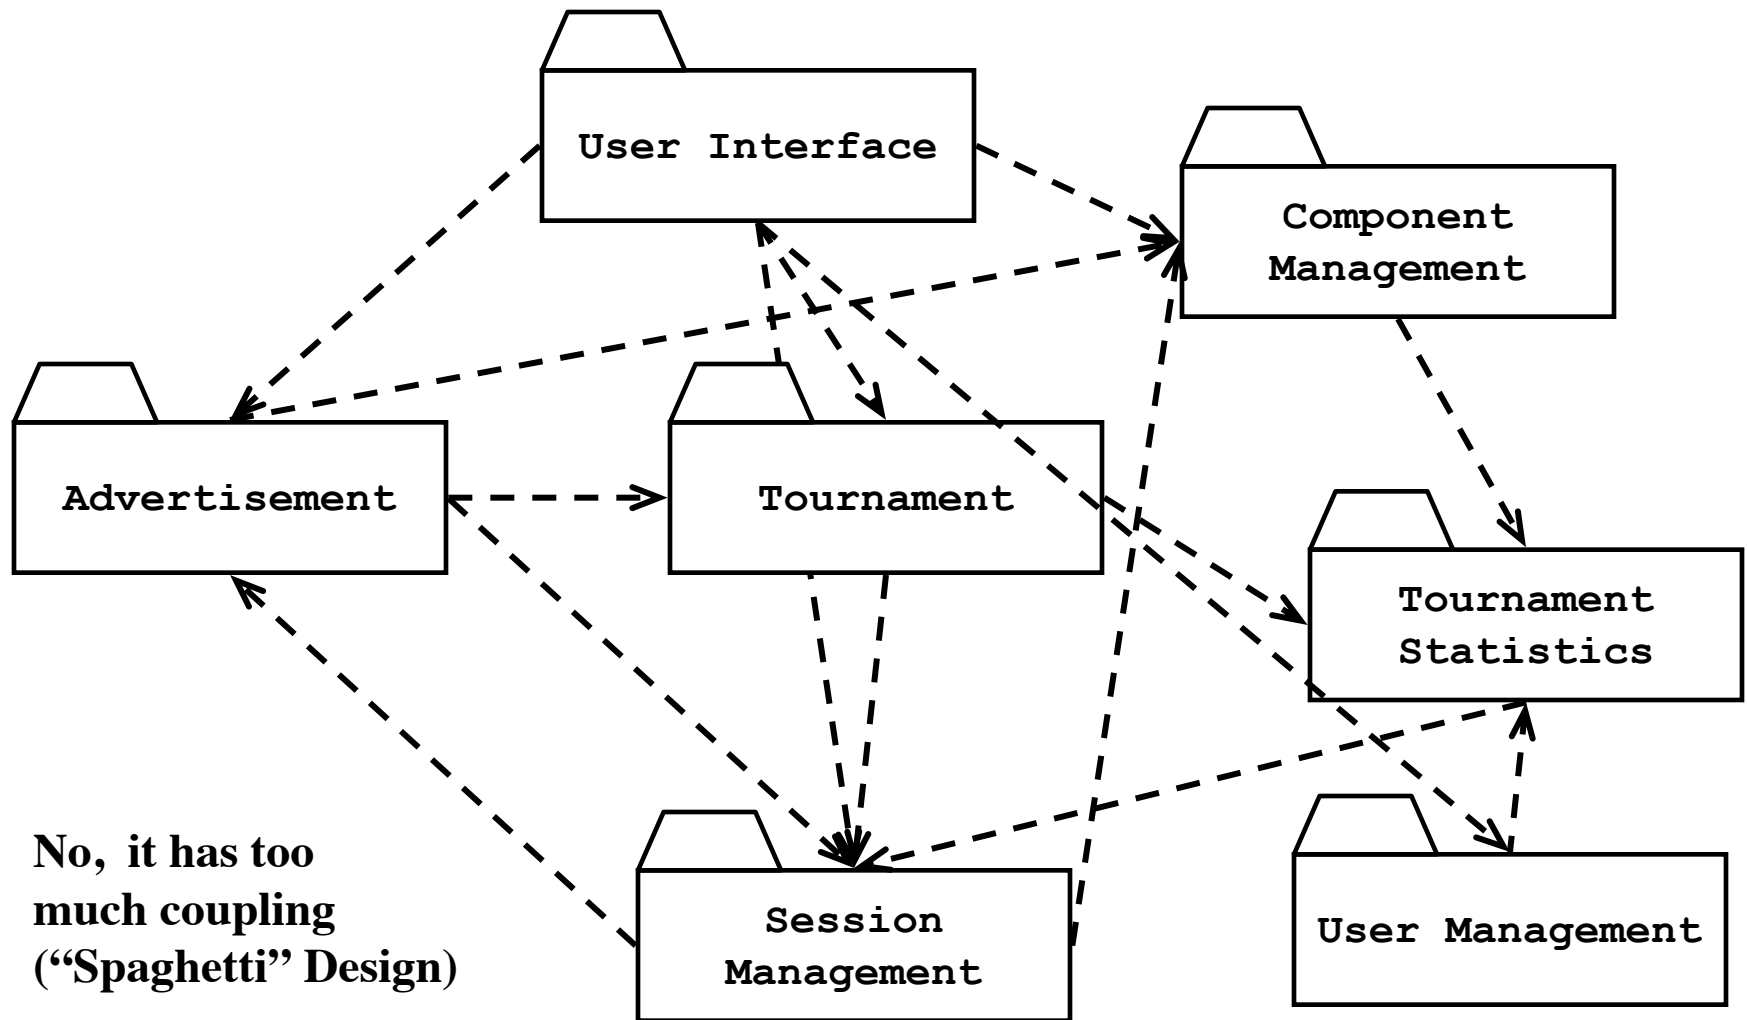 User Interface
Component
Management
Advertisement
Tournament
Tournament
Statistics
No, it has too
much coupling
(“Spaghetti” Design)
Session
Management
User Management